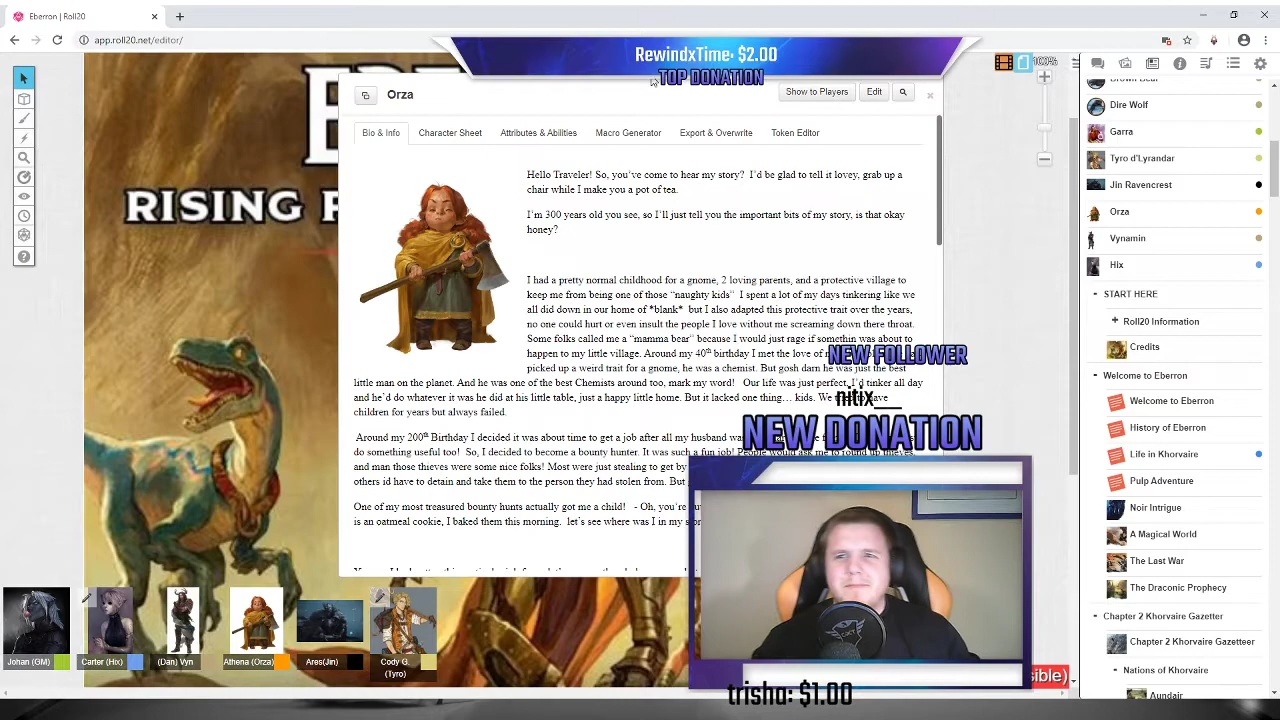 Eberron | Roll20
app.roll20.net/editor/
RewindxTime: $2.00
TOP DONATION
100%
RISING F
Orza
Show to Players
Edit
Bio & Info
Character Sheet
Attributes & Abilities
Macro Generator
Export & Overwrite
Token Editor
Hello Traveler! So, you've come to hear my story? I'd be glad to tell it lovey, grab up a
chair while I make you a pot of tea.
I'm 300 years old you see, so I'll just tell you the important bits of my story, is that okay
honey?
I had a pretty normal childhood for a gnome, 2 loving parents, and a protective village to
keep me from being one of those "naughty kids" I spent a lot of my days tinkering like we
all did down in our home of *blank* but I also adapted this protective trait over the years,
no one could hurt or even insult the people I love without me screaming down there throat.
Some folks called me a "mamma bear" because I would just rage if somethin was about to
happen to my little village. Around my 40th birthday I met the love of
picked up a weird trait for a gnome, he was a chemist. But gosh darn he was just the best
little man on the planet. And he was one of the best Chemists around too, mark my word! Our life was just perfect, I'd tinker all day
and he'd do whatever it was he did at his little table, just a happy little home. But it lacked one thing… kids. We have
children for years but always failed.
Around my 200th Birthday I decided it was about time to get a job after all my husband
do something useful too! So, I decided to become a bounty hunter. It was such a fun job! People would ask me to round up thieves,
and man those thieves were some nice folks! Most were just stealing to get by
others id have to detain and take them to the person they had stolen from. But
One of my most treasured bounty hunts actually got me a child! - Oh, you're
is an oatmeal cookie, I baked them this morning. let's see where was I in my
NEW FOLLOWER
nitix__
NEW DONATION
trisha: $1.00
Johan (GM)
Carter (Hix)
(Dan) Vyn
Athena (Orza)
Ares(Jin)
Cody G.
(Tyro)
sible)
Brown Bear
Dire Wolf
Garra
Tyro d'Lyrandar
Jin Ravencrest
Orza
Vynamin
Hix
START HERE
Roll20 Information
Credits
Welcome to Eberron
Welcome to Eberron
History of Eberron
Life in Khorvaire
Pulp Adventure
Noir Intrigue
A Magical World
The Last War
The Draconic Prophecy
Chapter 2 Khorvaire Gazetter
Chapter 2 Khorvaire Gazetteer
Nations of Khorvaire
Aundair